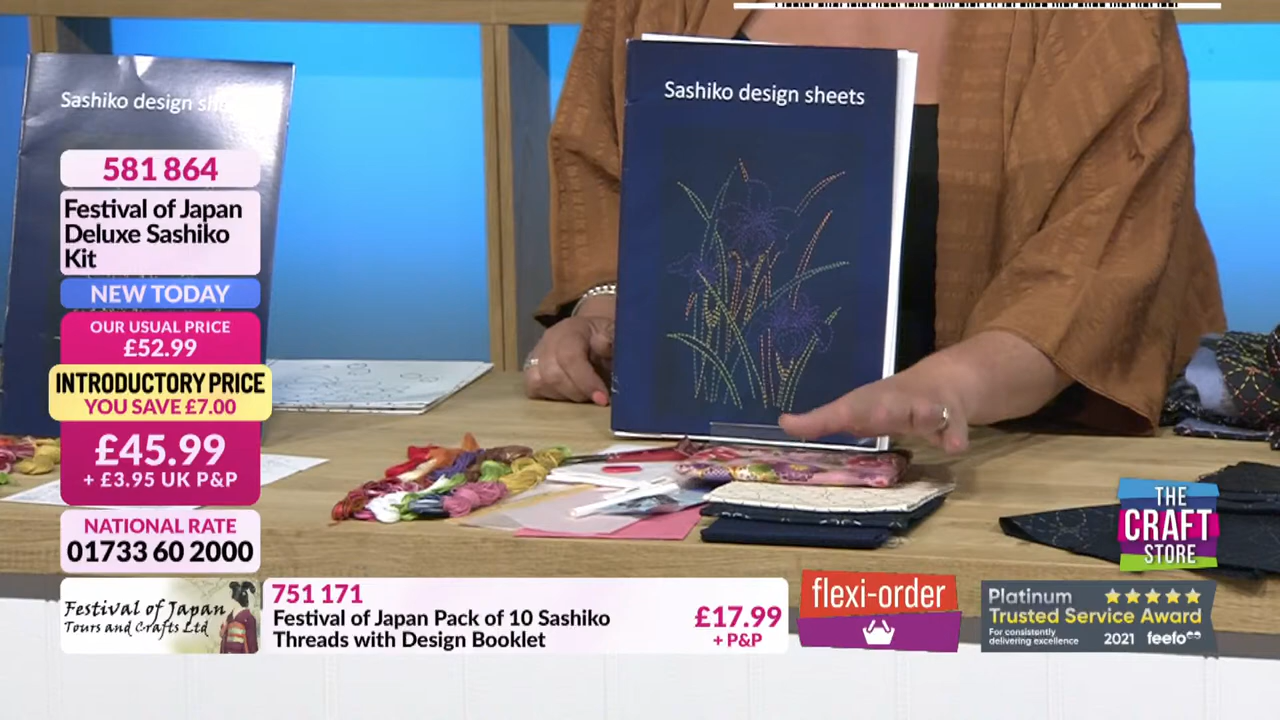 Sashiko design sh
Sashiko design sheets
581 864
Festival of Japan
Deluxe Sashiko
Kit
NEW TODAY
OUR USUAL PRICE
£52.99
INTRODUCTORY PRICE
YOU SAVE £7.00
£45.99
+ £3.95 UK P&P
NATIONAL RATE
01733 60 2000
THE
CRAFT
STORE
Festival of Japan
Tours and Crafts Ltd
751 171
Festival of Japan Pack of 10 Sashiko
Threads with Design Booklet
£17.99
+ P&P
flexi-order
Platinum
Trusted Service Award
For consistently
delivering excellence
2021 feefo